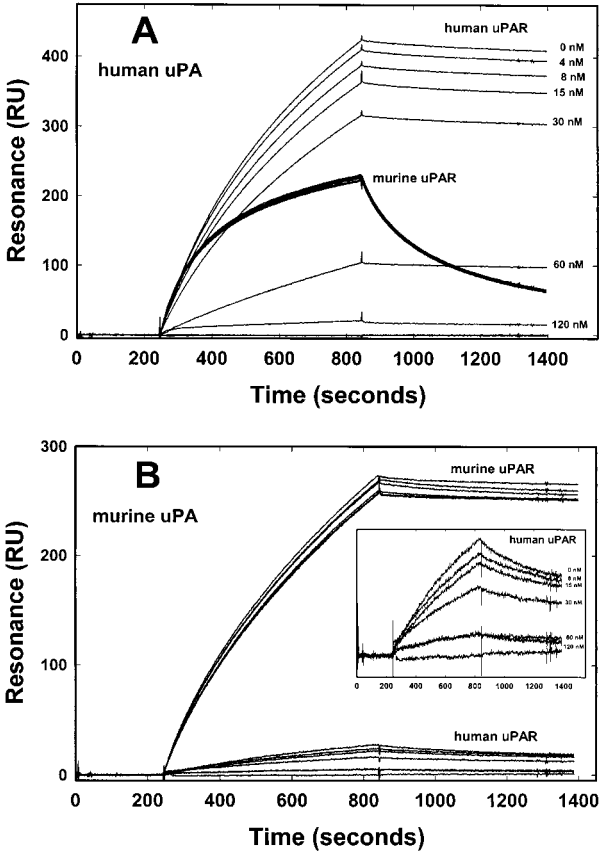 A
human uPA
human uPAR
0 nM
4 nM
8 nM
15 nM
30 nM
murine uPAR
60 nM
120 nM
400
300
200
100
0
Resonance (RU)
0 200 400 600 800 1000 1200 1400
Time (seconds)
B
murine uPA
murine uPAR
300
200
100
0
Resonance (RU)
human uPAR
0 nM
8 nM
15 nM
30 nM
60 nM
120 nM
0 200 400 600 800 1000 1200 1400
human uPAR
0 200 400 600 800 1000 1200 1400
Time (seconds)